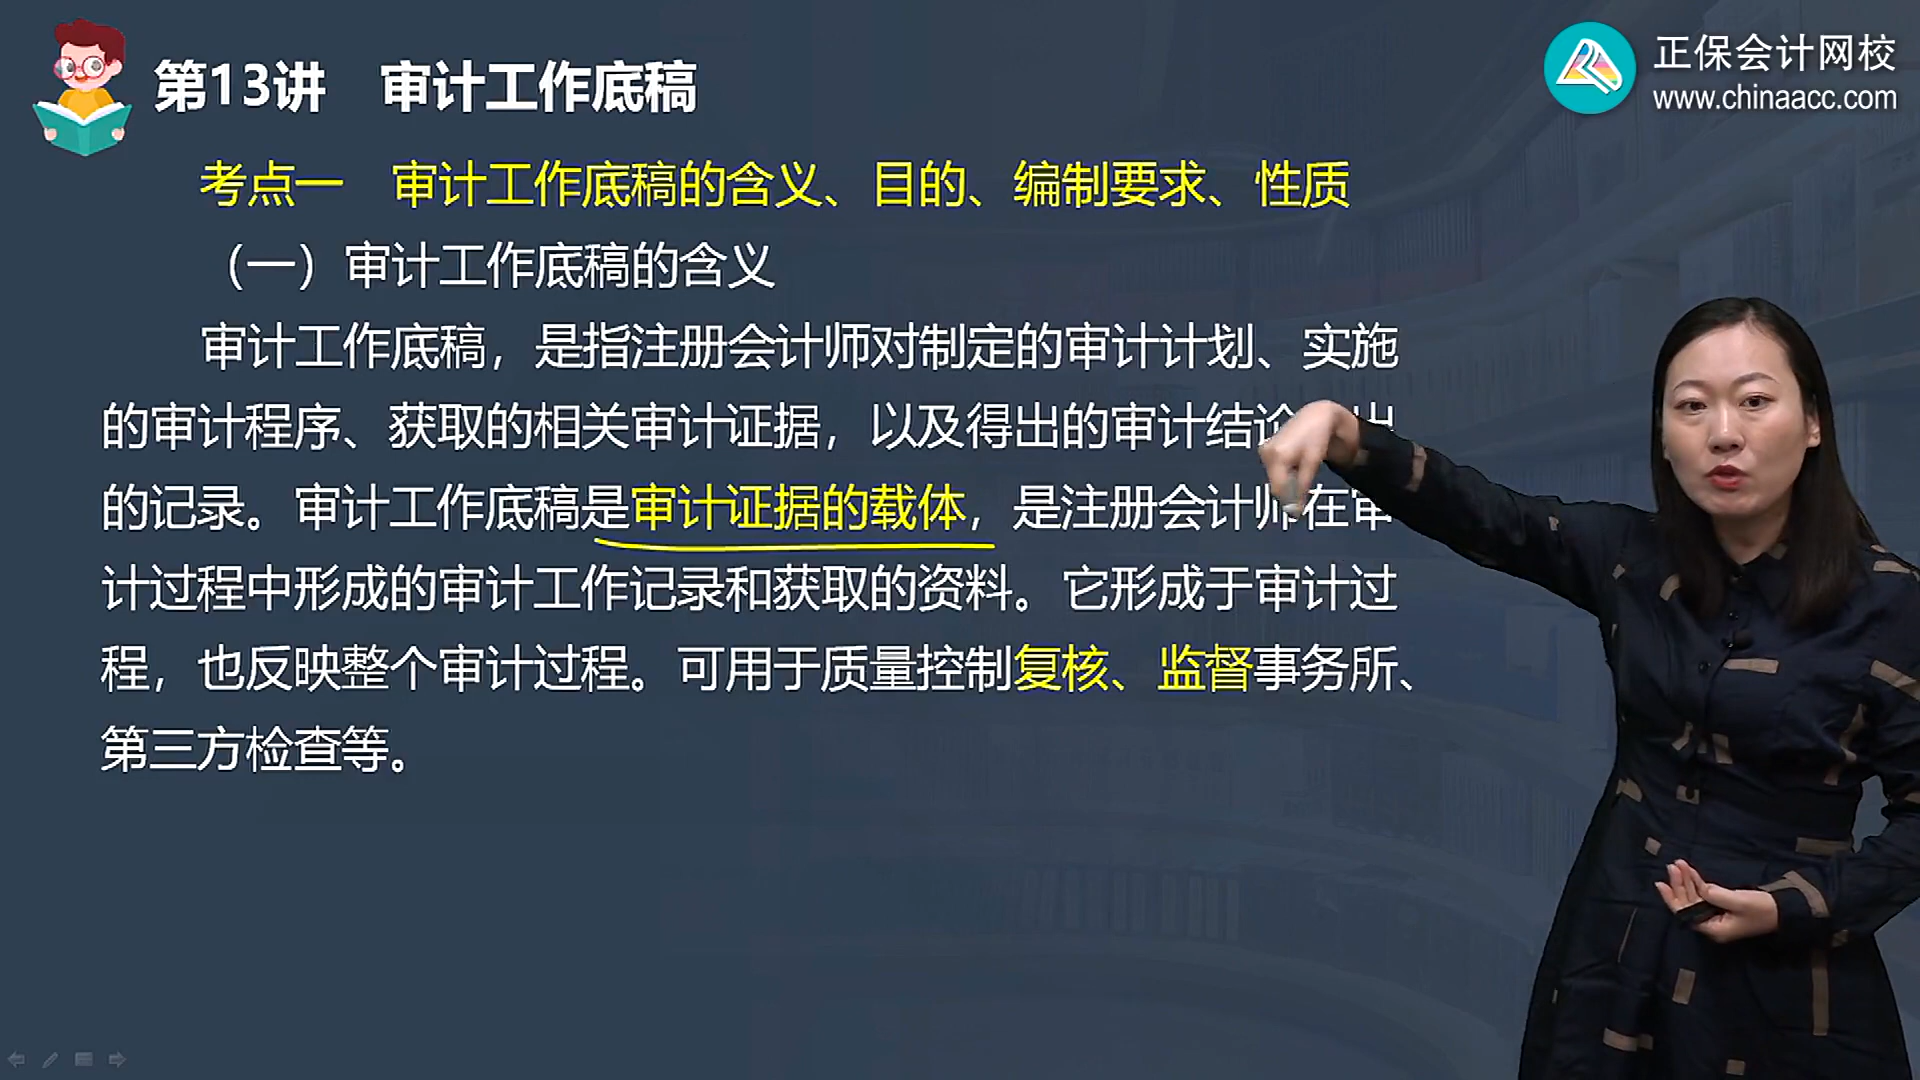 第13讲 审计工作底稿
正保会计网校
www.chinaacc.com
考点一 审计工作底稿的含义、目的、编制要求、性质
（一）审计工作底稿的含义
审计工作底稿，是指注册会计师对制定的审计计划、实施
的审计程序、获取的相关审计证据，以及得出的审计结论 出
的记录。审计工作底稿是审计证据的载体，是注册会计师在审
计过程中形成的审计工作记录和获取的资料。它形成于审计过
程，也反映整个审计过程。可用于质量控制复核、监督事务所、
第三方检查等。